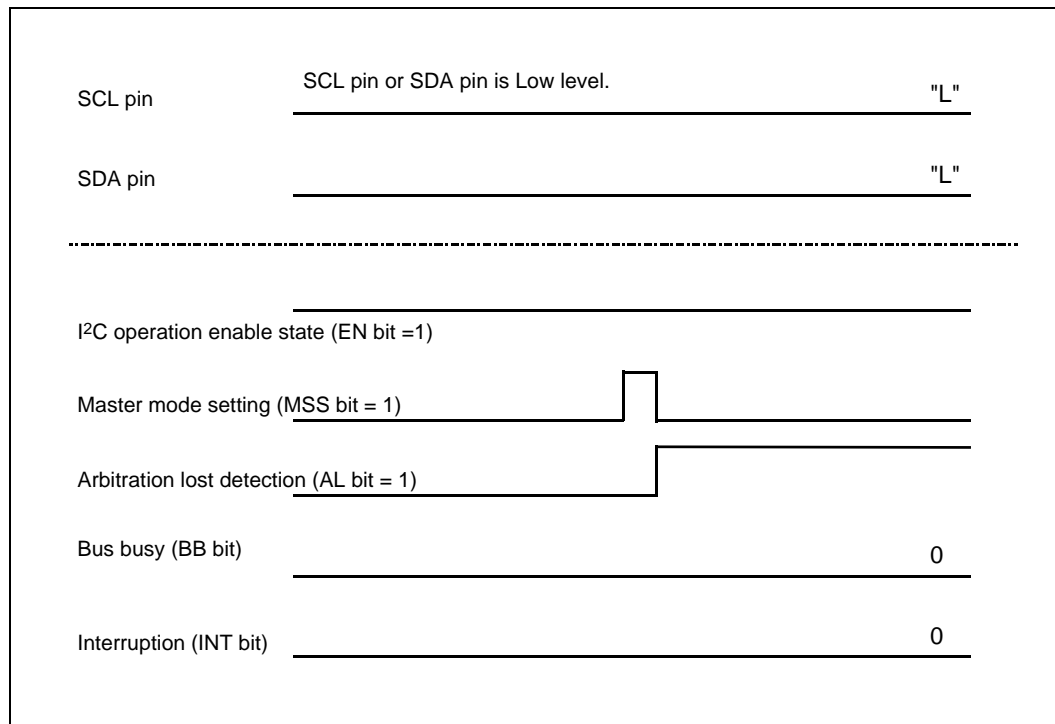 SCL pin or SDA pin is Low level.
SCL pin "L"
SDA pin "L"
I2C operation enable state (EN bit =1)
Master mode setting (MSS bit = 1)
Arbitration lost detection (AL bit = 1)
Bus busy (BB bit) 0
Interruption (INT bit) 0